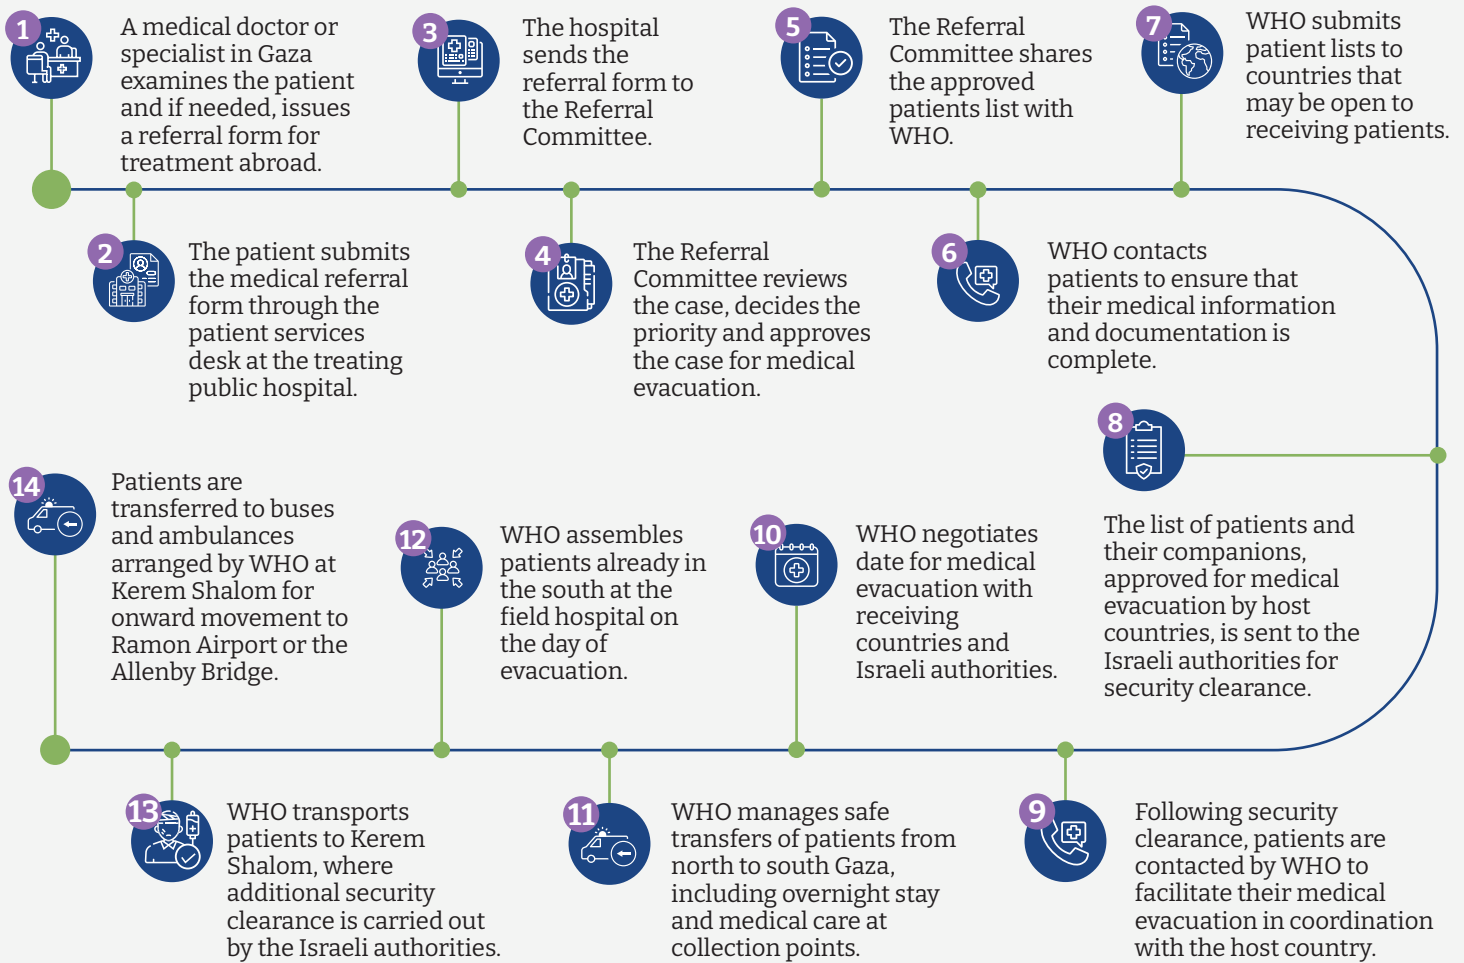 1
A medical doctor or
specialist in Gaza
examines the patient
and if needed, issues
a referral form for
treatment abroad.
2
The patient submits
the medical referral
form through the
patient services
desk at the treating
public hospital.
3
The hospital
sends the
referral form to
the Referral
Committee.
4
The Referral
Committee reviews
the case, decides the
priority and approves
the case for medical
evacuation.
5
The Referral
Committee shares
the approved
patients list with
WHO.
6
WHO contacts
patients to ensure that
their medical information
and documentation is
complete.
7
WHO submits
patient lists to
countries that
may be open to
receiving patients.
8
The list of patients and
their companions,
approved for medical
evacuation by host
countries, is sent to the
Israeli authorities for
security clearance.
9
Following security
clearance, patients are
contacted by WHO to
facilitate their medical
evacuation in coordination
with the host country.
10
WHO negotiates
date for medical
evacuation with
receiving
countries and
Israeli authorities.
11
WHO manages safe
transfers of patients from
north to south Gaza,
including overnight stay
and medical care at
collection points.
12
WHO assembles
patients already in
the south at the
field hospital on
the day of
evacuation.
13
WHO transports
patients to Kerem
Shalom, where
additional security
clearance is carried out
by the Israeli authorities.
14
Patients are
transferred to buses
and ambulances
arranged by WHO at
Kerem Shalom for
onward movement to
Ramon Airport or the
Allenby Bridge.